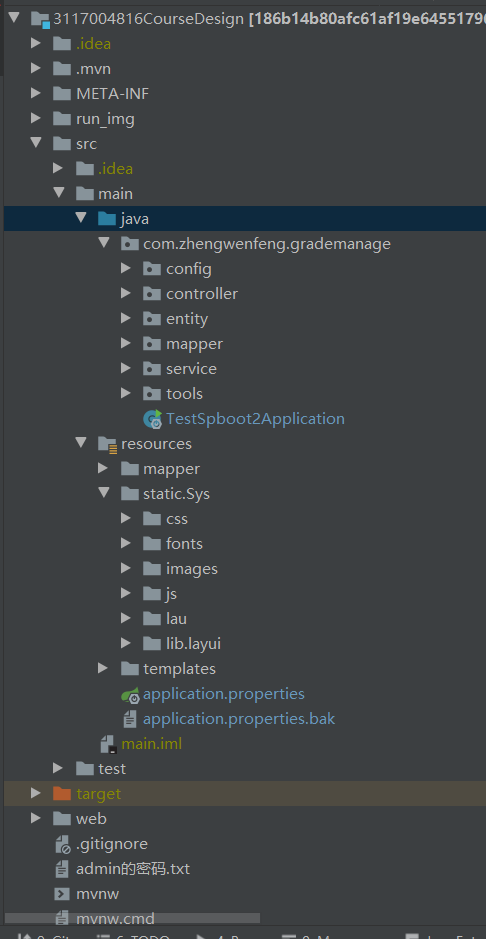 3117004816CourseDesign [186b14b80afc61af19e6455179
.idea
.mvn
META-INF
run_img
src
.idea
main
java
com.zhengwenfeng.grademanage
config
controller
entity
mapper
service
tools
TestSpboot2Application
resources
mapper
static.Sys
css
fonts
images
js
lau
lib.layui
templates
application.properties
application.properties.bak
main.iml
test
target
web
.gitignore
admin的密码.txt
mvnw
mvnw.cmd